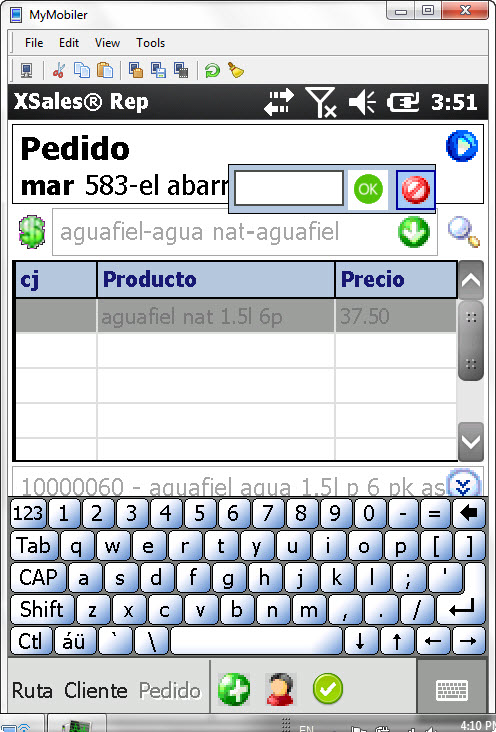 MyMobiler
File Edit View Tools
XSales® Rep 3:51
Pedido
mar 583-el abarr
OK
aguafiel-agua nat-aguafiel
cj Producto Precio
aguafiel nat 1.5l 6p 37.50
10000060 - aguafiel agua 1.5l p 6 pk as
123 1 2 3 4 5 6 7 8 9 0 - =
Tab q w e r t y u i o p [ ]
CAP a s d f g h j k l ; '
Shift z x c v b n m , . /
Ctl áü ` \
Ruta Cliente Pedido
EN 4:10 PM